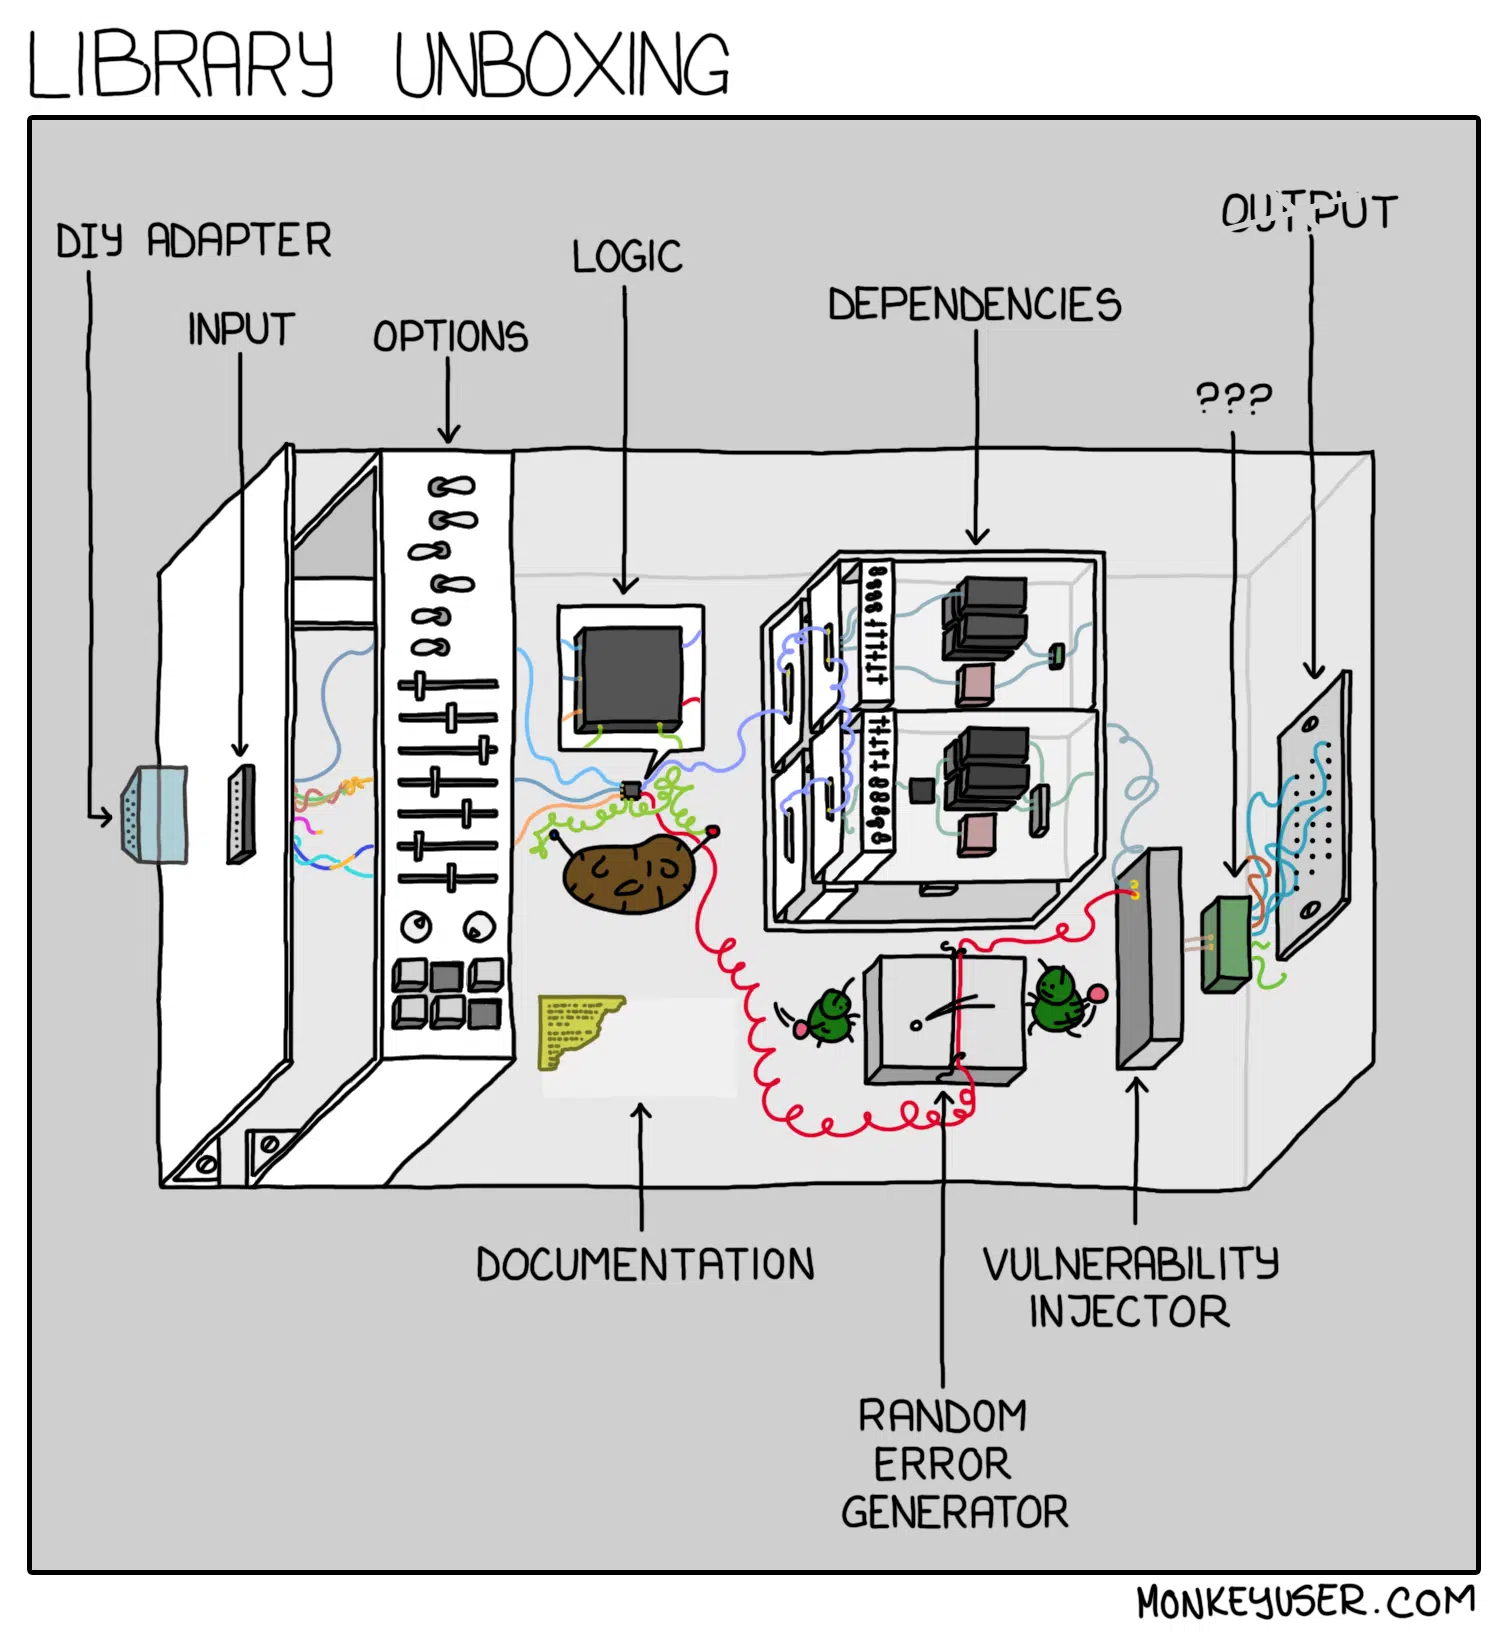 LIBRARY UNBOXING
DIY ADAPTER
INPUT
OPTIONS
LOGIC
DEPENDENCIES
OUTPUT
???
DOCUMENTATION
VULNERABILITY
INJECTOR
RANDOM
ERROR
GENERATOR
MONKEYUSER.COM